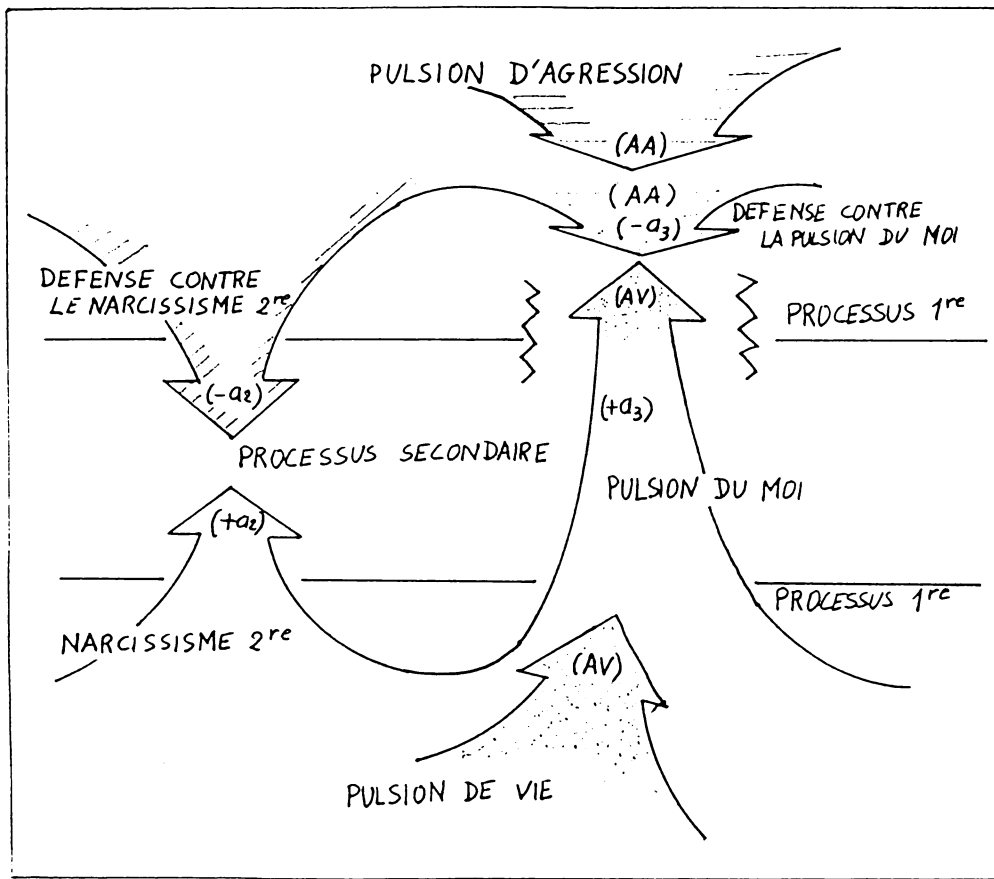 PULSION D'AGRESSION
(AA)
(AA)
(-a3)
DEFENSE CONTRE
LA PULSION DU MOI
DEFENSE CONTRE
LE NARCISSISME 2re
(AV)
PROCESSUS 1re
(-a2)
(+a3)
PROCESSUS SECONDAIRE
PULSION DU MOI
(+a2)
PROCESSUS 1re
NARCISSISME 2re
(AV)
PULSION DE VIE